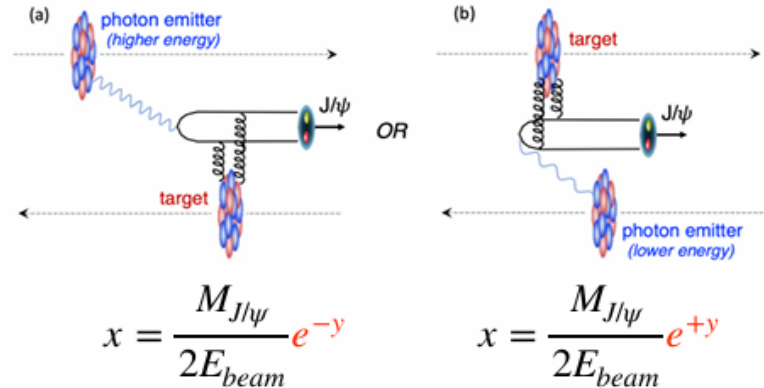 (a)
photon emitter
(higher energy)
J/ψ
target
x = M_{J/ψ} / 2E_{beam} e^{-y}
OR
(b)
target
J/ψ
photon emitter
(lower energy)
x = M_{J/ψ} / 2E_{beam} e^{+y}